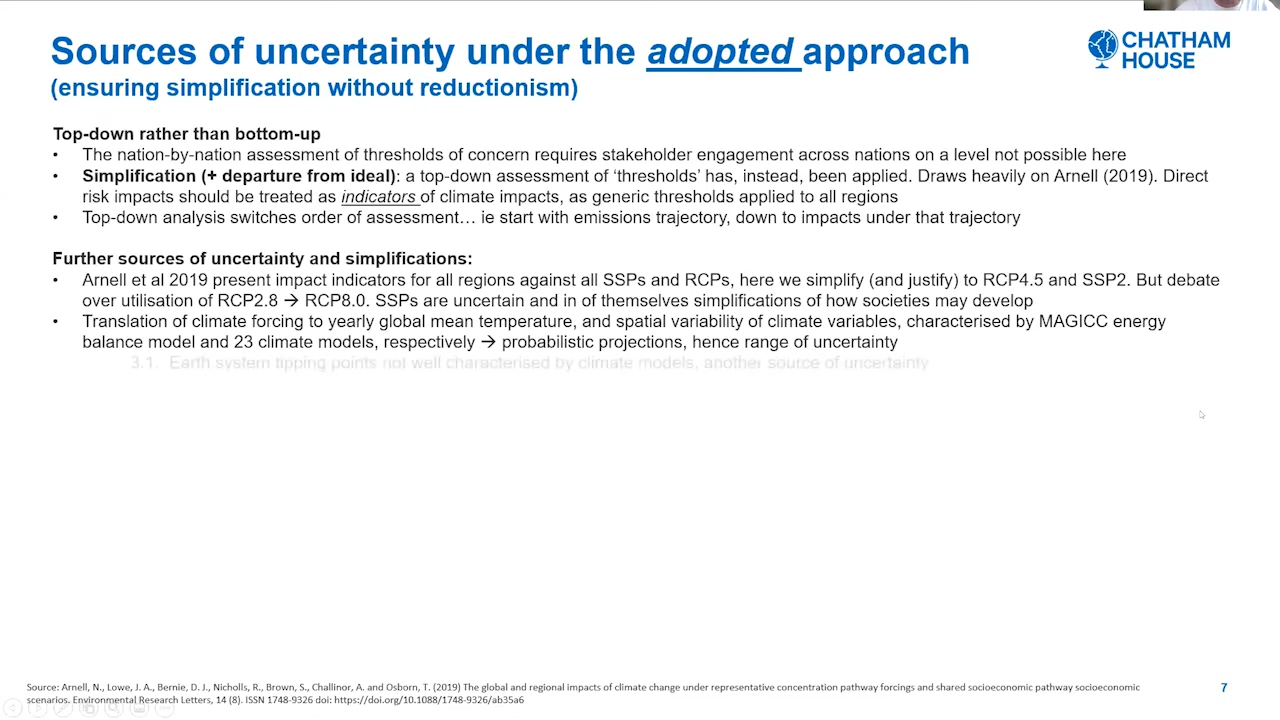 Sources of uncertainty under the adopted approach
(ensuring simplification without reductionism)
CHATHAM
HOUSE
Top-down rather than bottom-up
• The nation-by-nation assessment of thresholds of concern requires stakeholder engagement across nations on a level not possible here
• Simplification (+ departure from ideal): a top-down assessment of ‘thresholds’ has, instead, been applied. Draws heavily on Arnell (2019). Direct
risk impacts should be treated as indicators of climate impacts, as generic thresholds applied to all regions
• Top-down analysis switches order of assessment… ie start with emissions trajectory, down to impacts under that trajectory
Further sources of uncertainty and simplifications:
• Arnell et al 2019 present impact indicators for all regions against all SSPs and RCPs, here we simplify (and justify) to RCP4.5 and SSP2. But debate
over utilisation of RCP2.8 → RCP8.0. SSPs are uncertain and in of themselves simplifications of how societies may develop
• Translation of climate forcing to yearly global mean temperature, and spatial variability of climate variables, characterised by MAGICC energy
balance model and 23 climate models, respectively → probabilistic projections, hence range of uncertainty
3.1. Earth system tipping points not well characterised by climate models, another source of uncertainty
Source: Arnell, N., Lowe, J. A., Bernie, D. J., Nicholls, R., Brown, S., Challinor, A. and Osborn, T. (2019) The global and regional impacts of climate change under representative concentration pathway forcings and shared socioeconomic pathway socioeconomic
scenarios. Environmental Research Letters, 14 (8). ISSN 1748-9326 doi: https://doi.org/10.1088/1748-9326/ab35a6
7